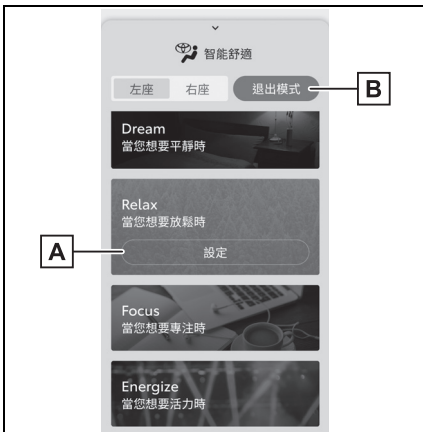 智能舒適
左座 右座 退出模式
B
Dream
當您想要平靜時
Relax
當您想要放鬆時
A
設定
Focus
當您想要專注時
Energize
當您想要活力時